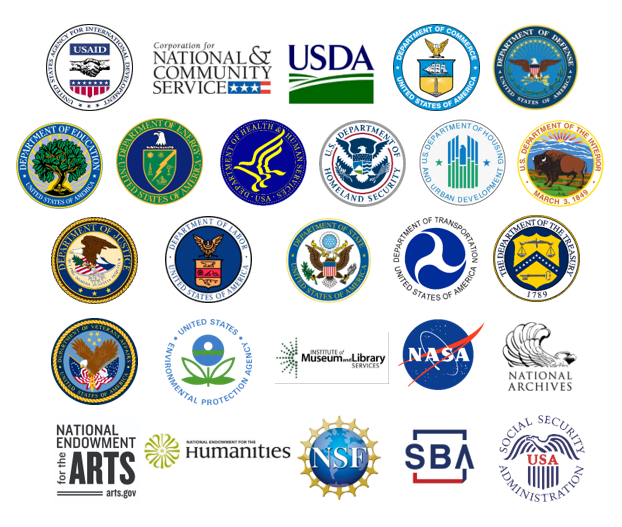 UNITED STATES AGENCY FOR INTERNATIONAL DEVELOPMENT
USAID
Corporation for
NATIONAL &
COMMUNITY
SERVICE
USDA
DEPARTMENT OF COMMERCE
UNITED STATES OF AMERICA
DEPARTMENT OF DEFENSE
UNITED STATES OF AMERICA
DEPARTMENT OF EDUCATION
UNITED STATES OF AMERICA
DEPARTMENT OF ENERGY
UNITED STATES OF AMERICA
DEPARTMENT OF HEALTH & HUMAN SERVICES
USA
U.S. DEPARTMENT OF
HOMELAND SECURITY
U.S. DEPARTMENT OF HOUSING
AND URBAN DEVELOPMENT
U.S. DEPARTMENT OF THE INTERIOR
MARCH 3, 1849
DEPARTMENT OF JUSTICE
DEPARTMENT OF LABOR
UNITED STATES OF AMERICA
DEPARTMENT OF STATE
UNITED STATES OF AMERICA
DEPARTMENT OF TRANSPORTATION
UNITED STATES OF AMERICA
THE DEPARTMENT OF THE TREASURY
1789
DEPARTMENT OF VETERANS AFFAIRS
UNITED STATES OF AMERICA
UNITED STATES
ENVIRONMENTAL PROTECTION AGENCY
INSTITUTE of
Museum and Library
SERVICES
NASA
NATIONAL
ARCHIVES
NATIONAL
ENDOWMENT
for the
ARTS
arts.gov
NATIONAL ENDOWMENT FOR THE
Humanities
NSF
SBA
SOCIAL SECURITY
USA
ADMINISTRATION